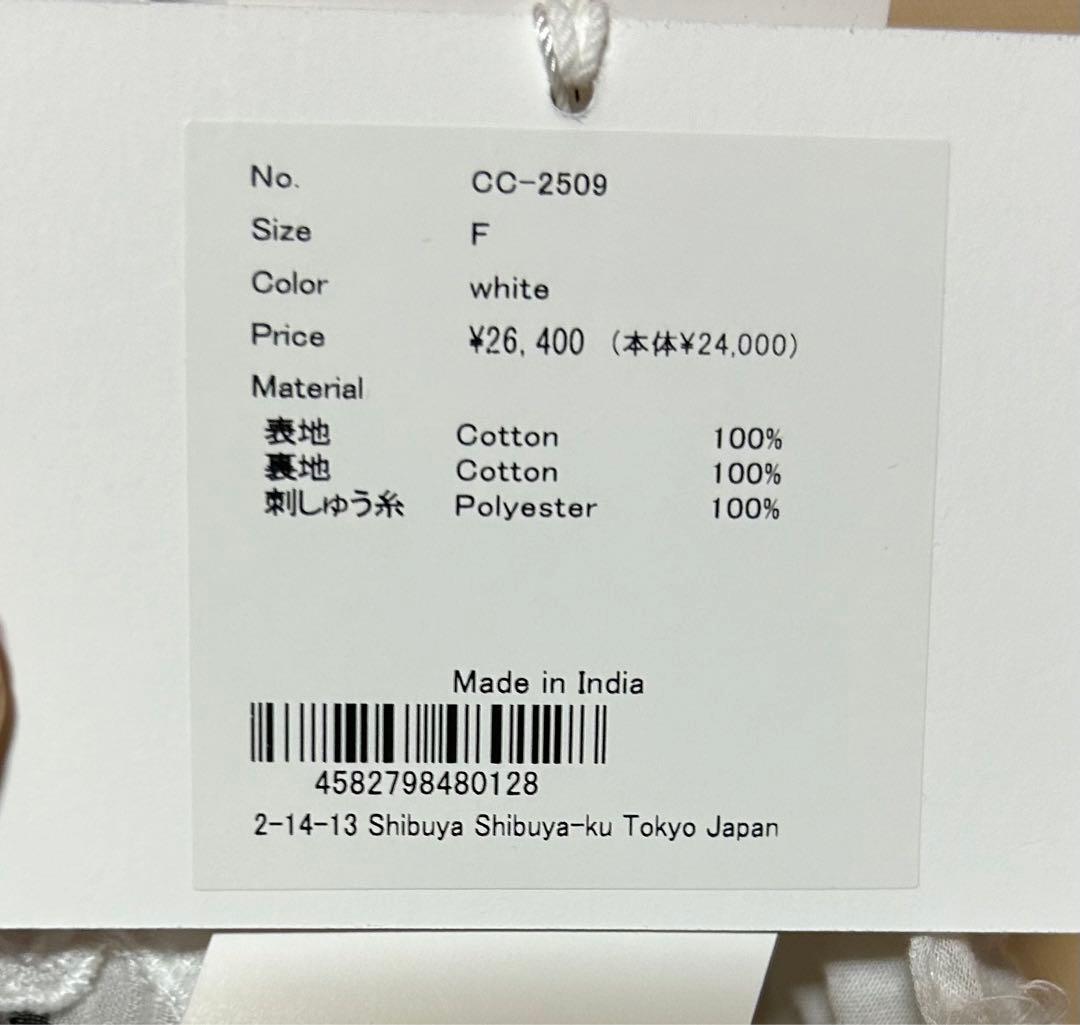 No. CC-2509
Size F
Color white
Price ¥26,400 (本体¥24,000)
Material
表地 Cotton 100%
裏地 Cotton 100%
刺しゅう糸 Polyester 100%
Made in India
4582798480128
2-14-13 Shibuya Shibuya-ku Tokyo Japan